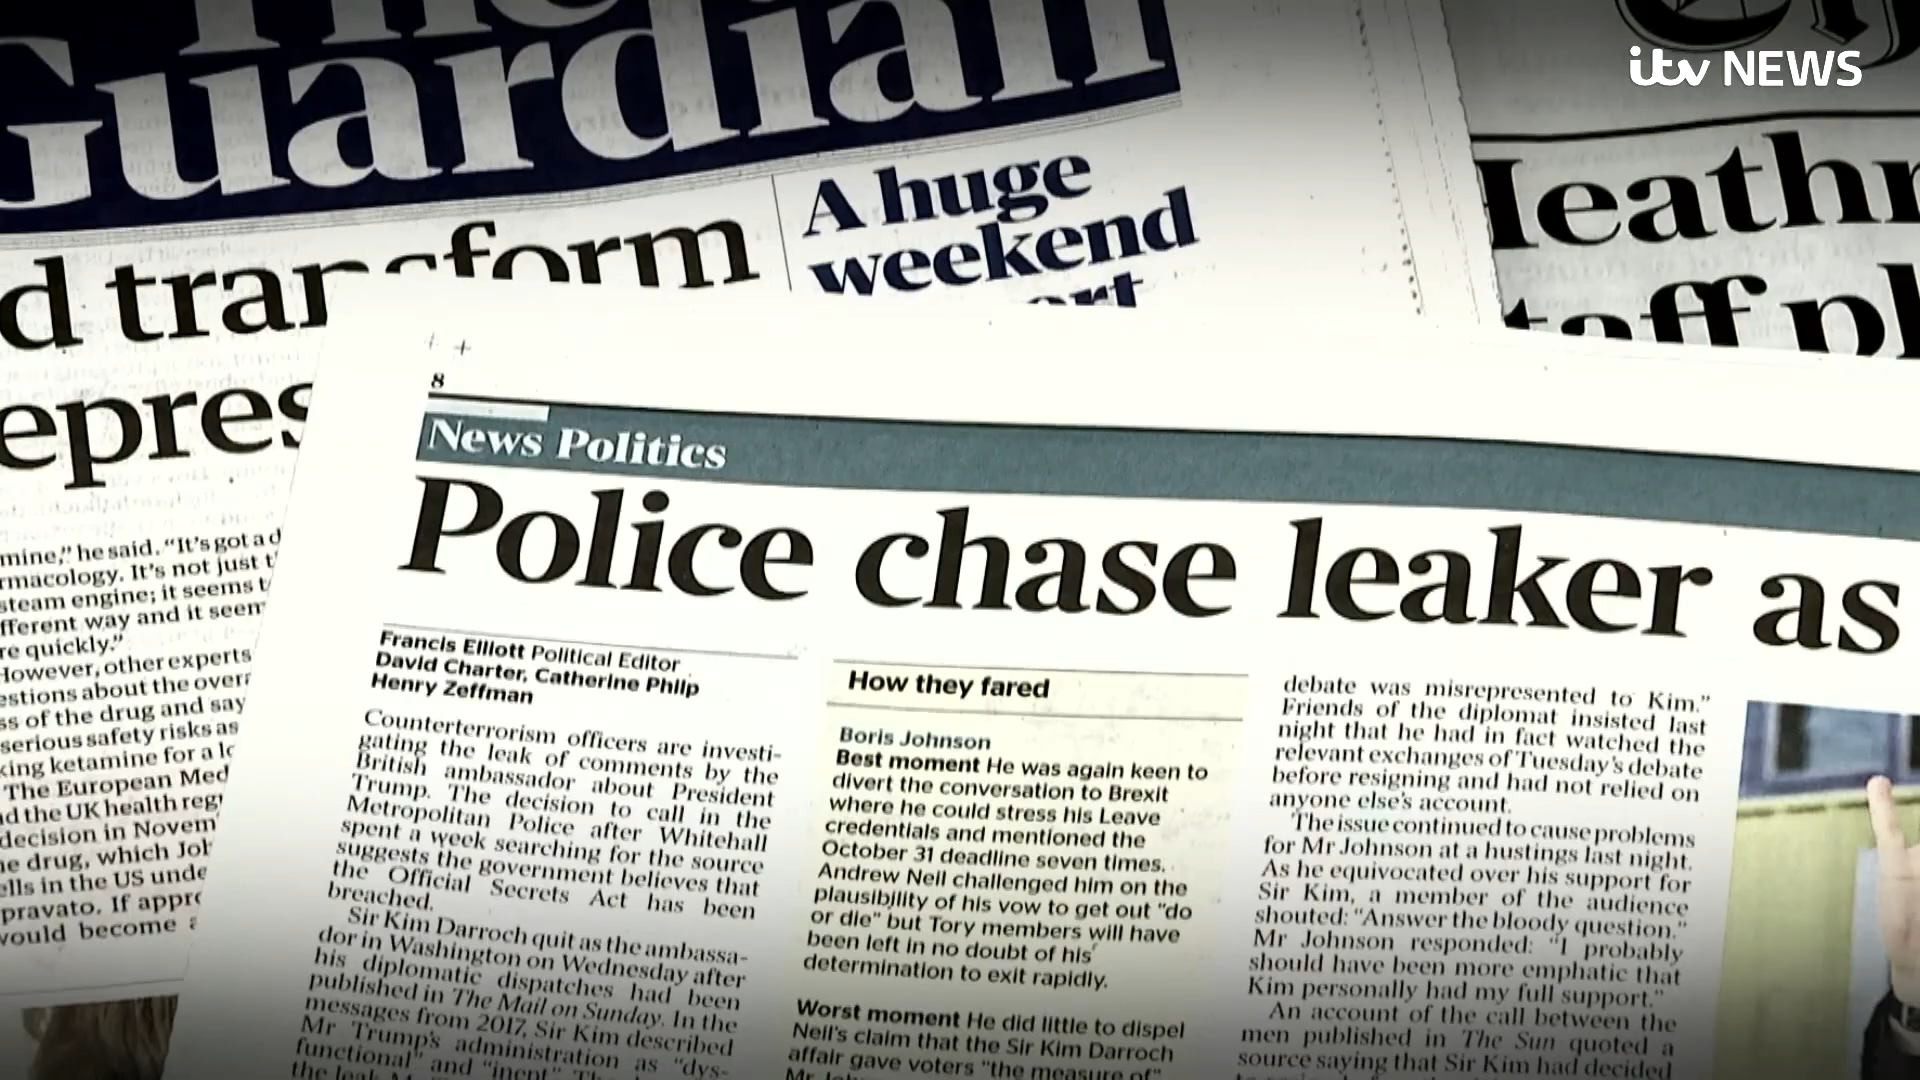 The
Guardian
itv NEWS
d transform
epres
A huge
weekend
Heathr
taff pl
mine,” he said. “It’s got a d
rmacology. It’s not just t
steam engine; it seems t
fferent way and it seem
re quickly.”
However, other experts
estions about the over
ss of the drug and say
serious safety risks as
king ketamine for a lo
The European Med
nd the UK health reg
decision in Novem
he drug, which Joh
ells in the US unde
pravato. If appr
would become a
8
News Politics
Police chase leaker as
Francis Elliott Political Editor
David Charter, Catherine Philp
Henry Zeffman
Counterterrorism officers are investi-
gating the leak of comments by the
British ambassador about President
Trump. The decision to call in the
Metropolitan Police after Whitehall
spent a week searching for the source
suggests the government believes that
the Official Secrets Act has been
breached.
Sir Kim Darroch quit as the ambassa-
dor in Washington on Wednesday after
his diplomatic dispatches had been
published in The Mail on Sunday. In the
messages from 2017, Sir Kim described
Mr Trump’s administration as “dys-
functional” and “inept”.
the leak
How they fared
Boris Johnson
Best moment He was again keen to
divert the conversation to Brexit
where he could stress his Leave
credentials and mentioned the
October 31 deadline seven times.
Andrew Neil challenged him on the
plausibility of his vow to get out “do
or die” but Tory members will have
been left in no doubt of his
determination to exit rapidly.
Worst moment He did little to dispel
Neil’s claim that the Sir Kim Darroch
affair gave voters “the measure of”
debate was misrepresented to Kim.”
Friends of the diplomat insisted last
night that he had in fact watched the
relevant exchanges of Tuesday’s debate
before resigning and had not relied on
anyone else’s account.
The issue continued to cause problems
for Mr Johnson at a hustings last night.
As he equivocated over his support for
Sir Kim, a member of the audience
shouted: “Answer the bloody question.”
Mr Johnson responded: “I probably
should have been more emphatic that
Kim personally had my full support.”
An account of the call between the
men published in The Sun quoted a
source saying that Sir Kim had decided